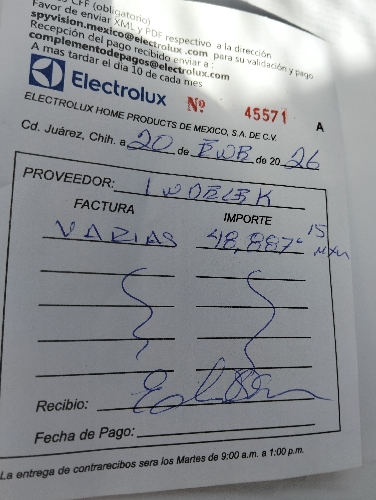 CFF (obligatorio)
Favor de enviar XML y PDF respectivo a la dirección
spyvision.mexico@electrolux.com para su validación y pago
Recepción del pago recibido enviar a :
complementodepagos@electrolux.com
A mas tardar el día 10 de cada mes
Electrolux Nº. 45571 A
ELECTROLUX HOME PRODUCTS DE MEXICO, S.A. DE C.V.
Cd. Juárez, Chih. a 20 de ENE de 20 26
PROVEEDOR: INDELEK
FACTURA IMPORTE
VARIAS 48,887.15 MXN
Recibio:
Fecha de Pago:
La entrega de contrarecibos sera los Martes de 9:00 a.m. a 1:00 p.m.